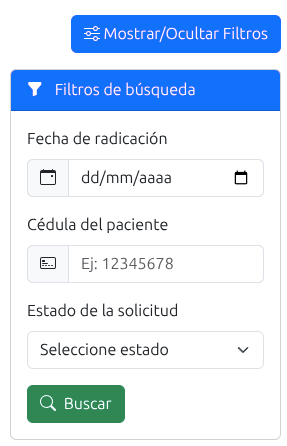 Mostrar/Ocultar Filtros
Filtros de búsqueda
Fecha de radicación
dd/mm/aaaa
Cédula del paciente
Ej: 12345678
Estado de la solicitud
Seleccione estado
Buscar